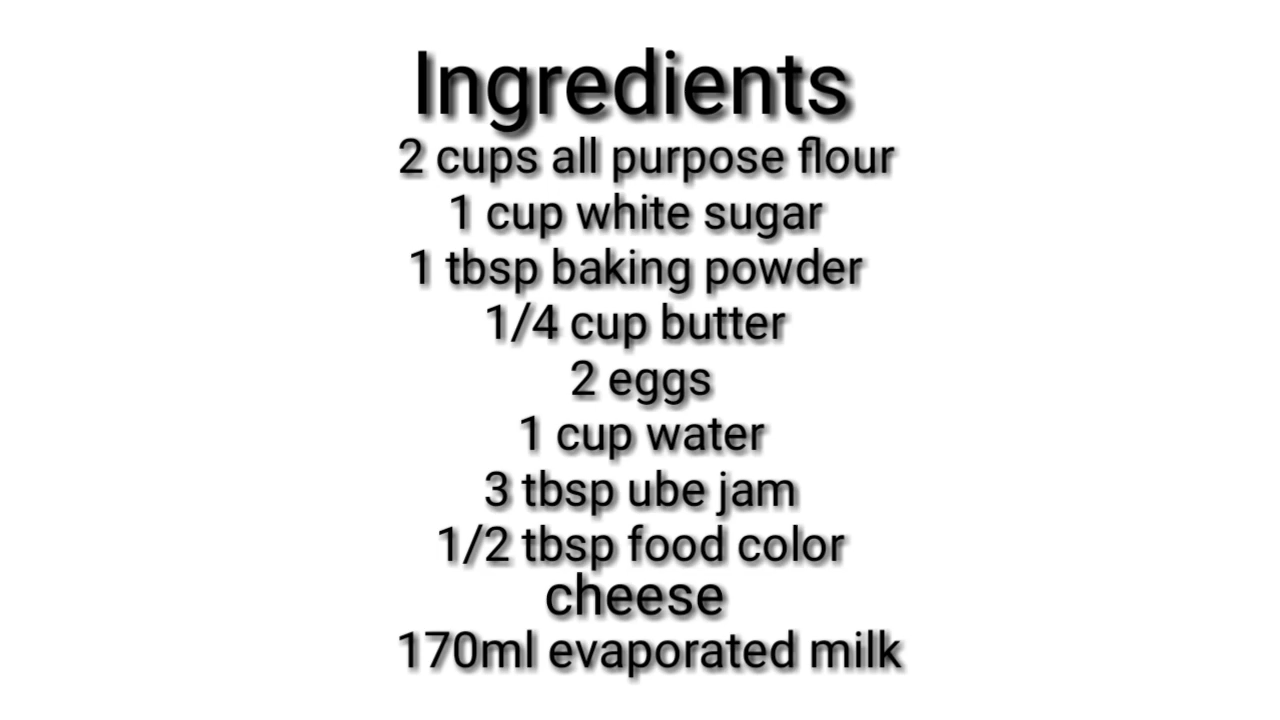 Ingredients
2 cups all purpose flour
1 cup white sugar
1 tbsp baking powder
1/4 cup butter
2 eggs
1 cup water
3 tbsp ube jam
1/2 tbsp food color
cheese
170ml evaporated milk